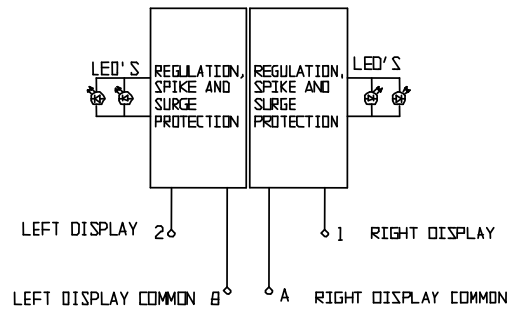 LED'S
REGULATION,
SPIKE AND
SURGE
PROTECTION
REGULATION,
SPIKE AND
SURGE
PROTECTION
LED'S
LEFT DISPLAY 2
1 RIGHT DISPLAY
LEFT DISPLAY COMMON B
A RIGHT DISPLAY COMMON